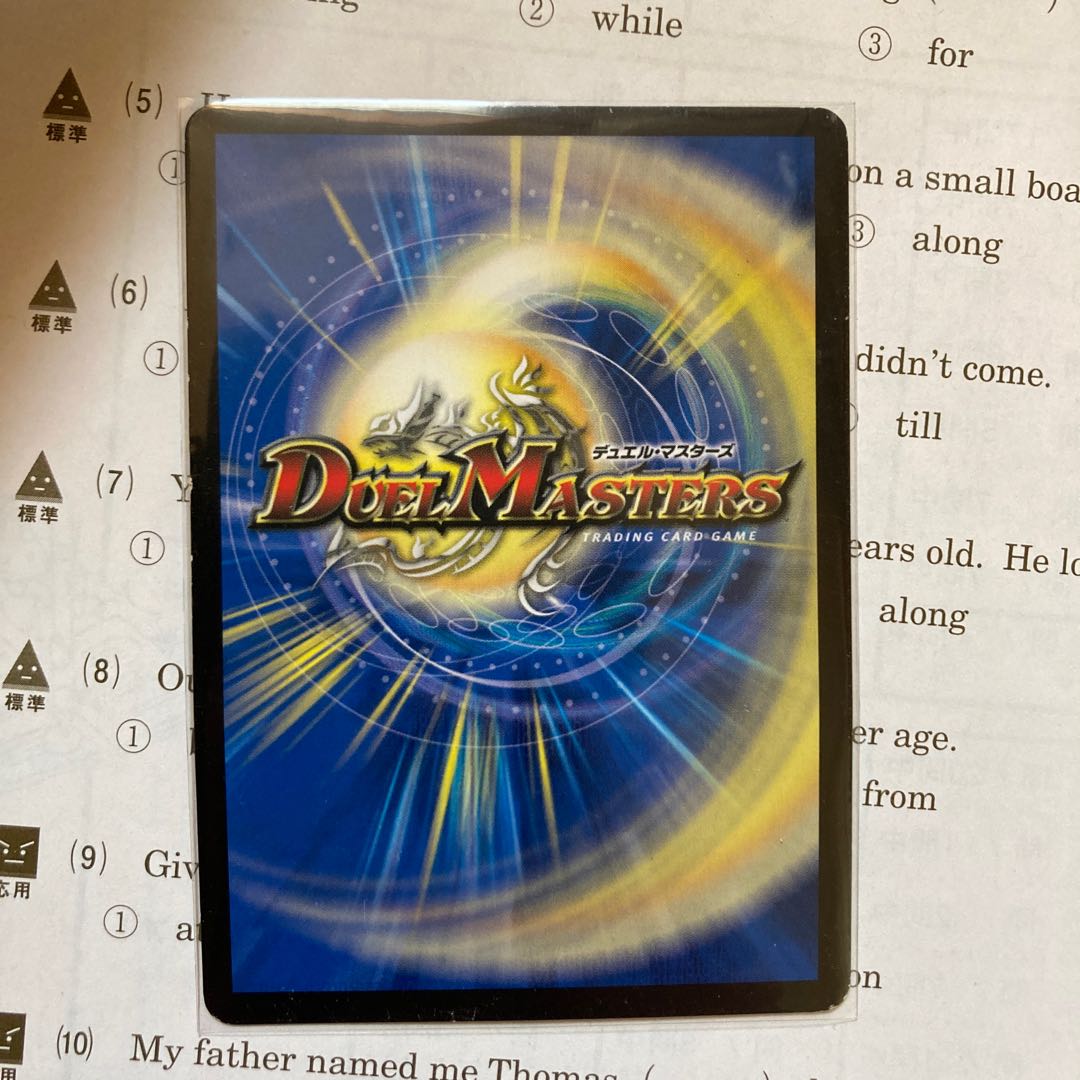 ② while
③ for
(5)
標準
①
on a small boa
③ along
(6)
標準
①
didn't come.
till
(7) Y
標準
①
デュエル・マスターズ
DUEL MASTERS
TRADING CARD GAME
ears old. He lo
along
(8) Ou
標準
①
er age.
from
(9) Giv
応用
① at
on
(10) My father named me Thomas (
用